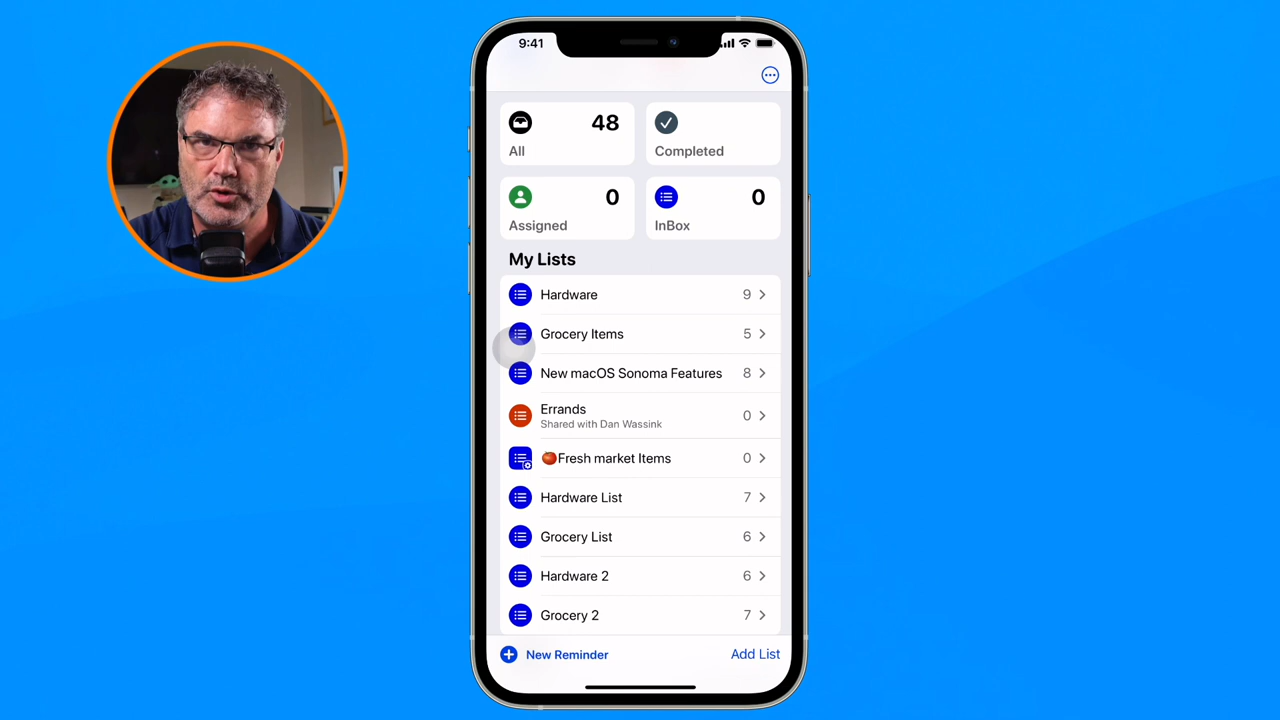 9:41
48
All
Completed
0
Assigned
0
InBox
My Lists
Hardware 9
Grocery Items 5
New macOS Sonoma Features 8
Errands
Shared with Dan Wassink 0
🍅Fresh market Items 0
Hardware List 7
Grocery List 6
Hardware 2 6
Grocery 2 7
New Reminder Add List